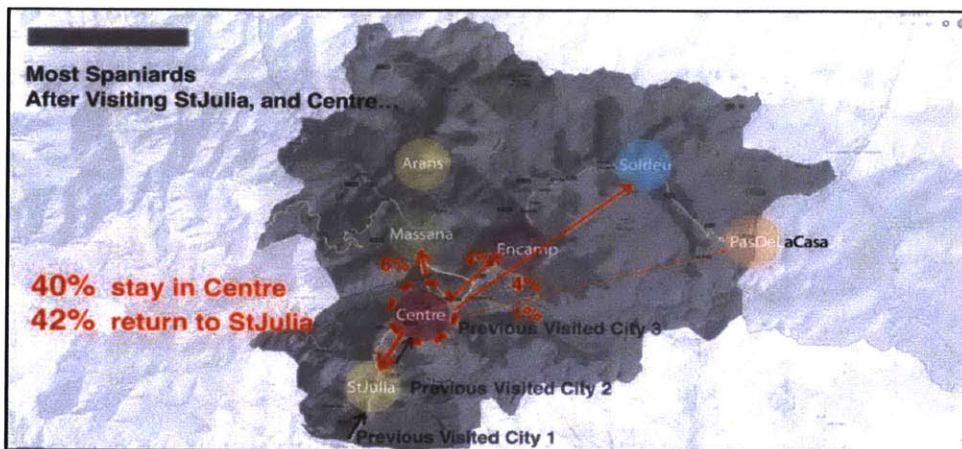 Most Spaniards
After Visiting StJulia, and Centre...
Arans
Soldeu
Massana
Encamp
PasDeLaCasa
6%
4%
4%
40% stay in Centre
42% return to StJulia
Centre
Previous Visited City 3
StJulia
Previous Visited City 2
Previous Visited City 1